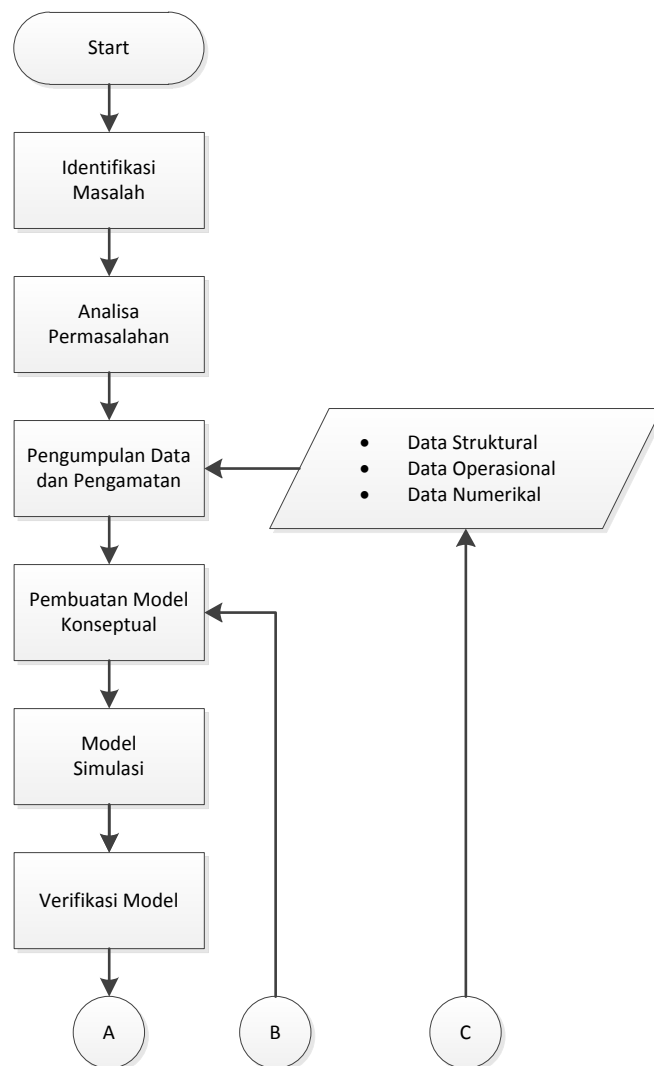 Start
Identifikasi
Masalah
Analisa
Permasalahan
Pengumpulan Data
dan Pengamatan
• Data Struktural
• Data Operasional
• Data Numerikal
Pembuatan Model
Konseptual
Model
Simulasi
Verifikasi Model
A
B
C